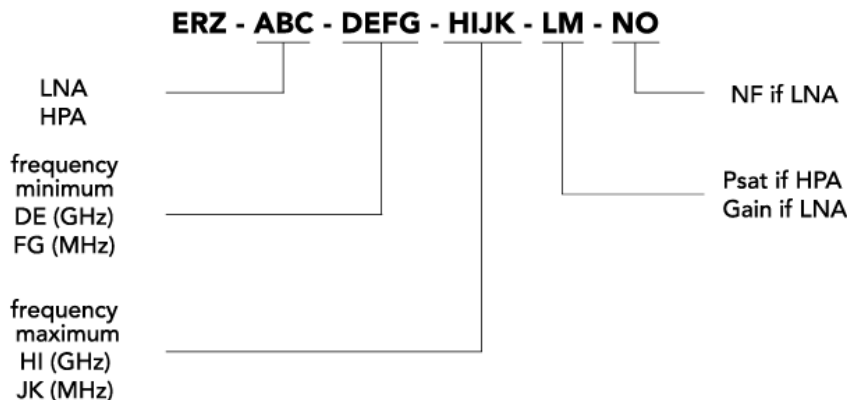 ERZ - ABC - DEFG - HIJK - LM - NO
LNA
HPA
frequency
minimum
DE (GHz)
FG (MHz)
frequency
maximum
HI (GHz)
JK (MHz)
NF if LNA
Psat if HPA
Gain if LNA